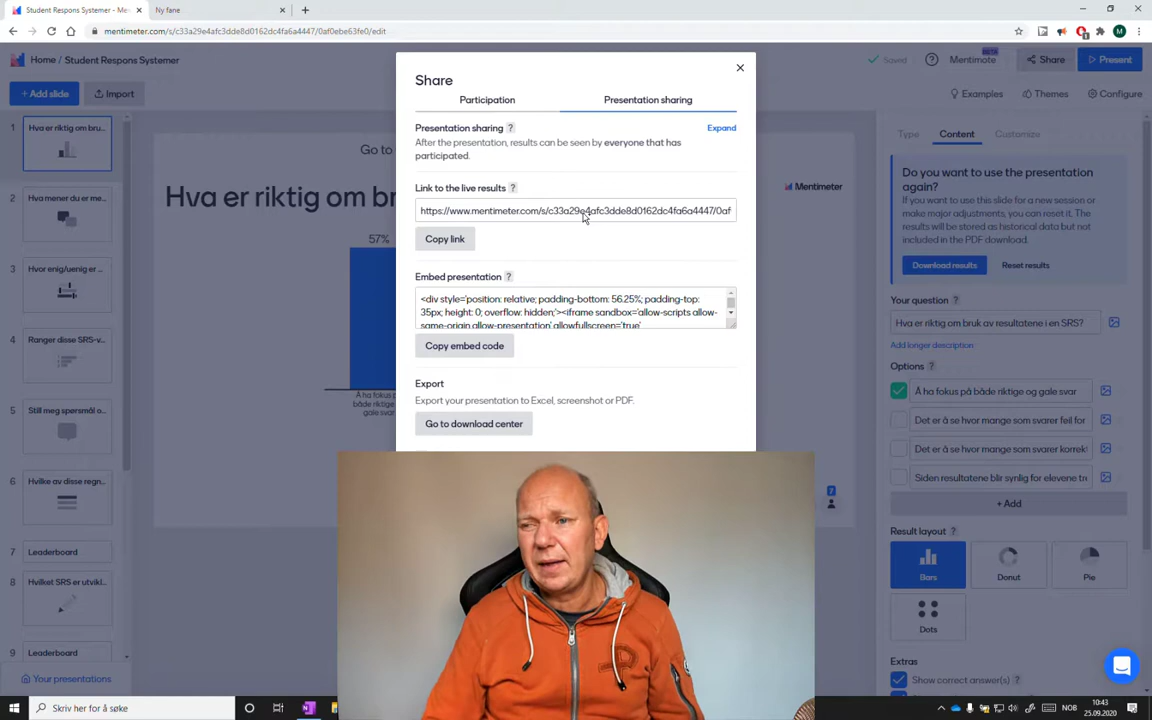 Student Respons Systemer - Me
Ny fane
mentimeter.com/s/c33a29e4afc3dde8d0162dc4fa6a4447/0af0ebe63fe0/edit
M
Home / Student Respons Systemer
Saved
Mentimote
BETA
Share
Present
+ Add slide
Import
Examples
Themes
Configure
1 Hva er riktig om bru...
2 Hva mener du er me...
3 Hvor enig/uenig er ...
4 Ranger disse SRS-v...
5 Still meg spørsmål o...
6 Hvilke av disse regn...
7 Leaderboard
8 Hvilket SRS er utvikl...
9 Leaderboard
Your presentations
Go to
Hva er riktig om b
Mentimeter
57%
Å ha fokus på
både riktige og
gale svar
7
Share
Participation
Presentation sharing
Presentation sharing ?
Expand
After the presentation, results can be seen by everyone that has
participated.
Link to the live results ?
https://www.mentimeter.com/s/c33a29e4afc3dde8d0162dc4fa6a4447/0af
Copy link
Embed presentation ?
<div style='position: relative; padding-bottom: 56.25%; padding-top:
35px; height: 0; overflow: hidden;'><iframe sandbox='allow-scripts allow-
same-origin allow-presentation' allowfullscreen='true'
Copy embed code
Export
Export your presentation to Excel, screenshot or PDF.
Go to download center
Type
Content
Customize
Do you want to use the presentation
again?
If you want to use this slide for a new session or
make major adjustments, you can reset it. The
results will be stored as historical data but not
included in the PDF download.
Download results
Reset results
Your question
Hva er riktig om bruk av resultatene i en SRS?
Add longer description
Options ?
Å ha fokus på både riktige og gale svar
Det er å se hvor mange som svarer feil for
Det er å se hvor mange som svarer korrek
Siden resultatene blir synlig for elevene tr
+ Add
Result layout ?
Bars
Donut
Pie
Dots
Extras
Show correct answer(s) ?
Skriv her for å søke
NOB
10:43
25.09.2020